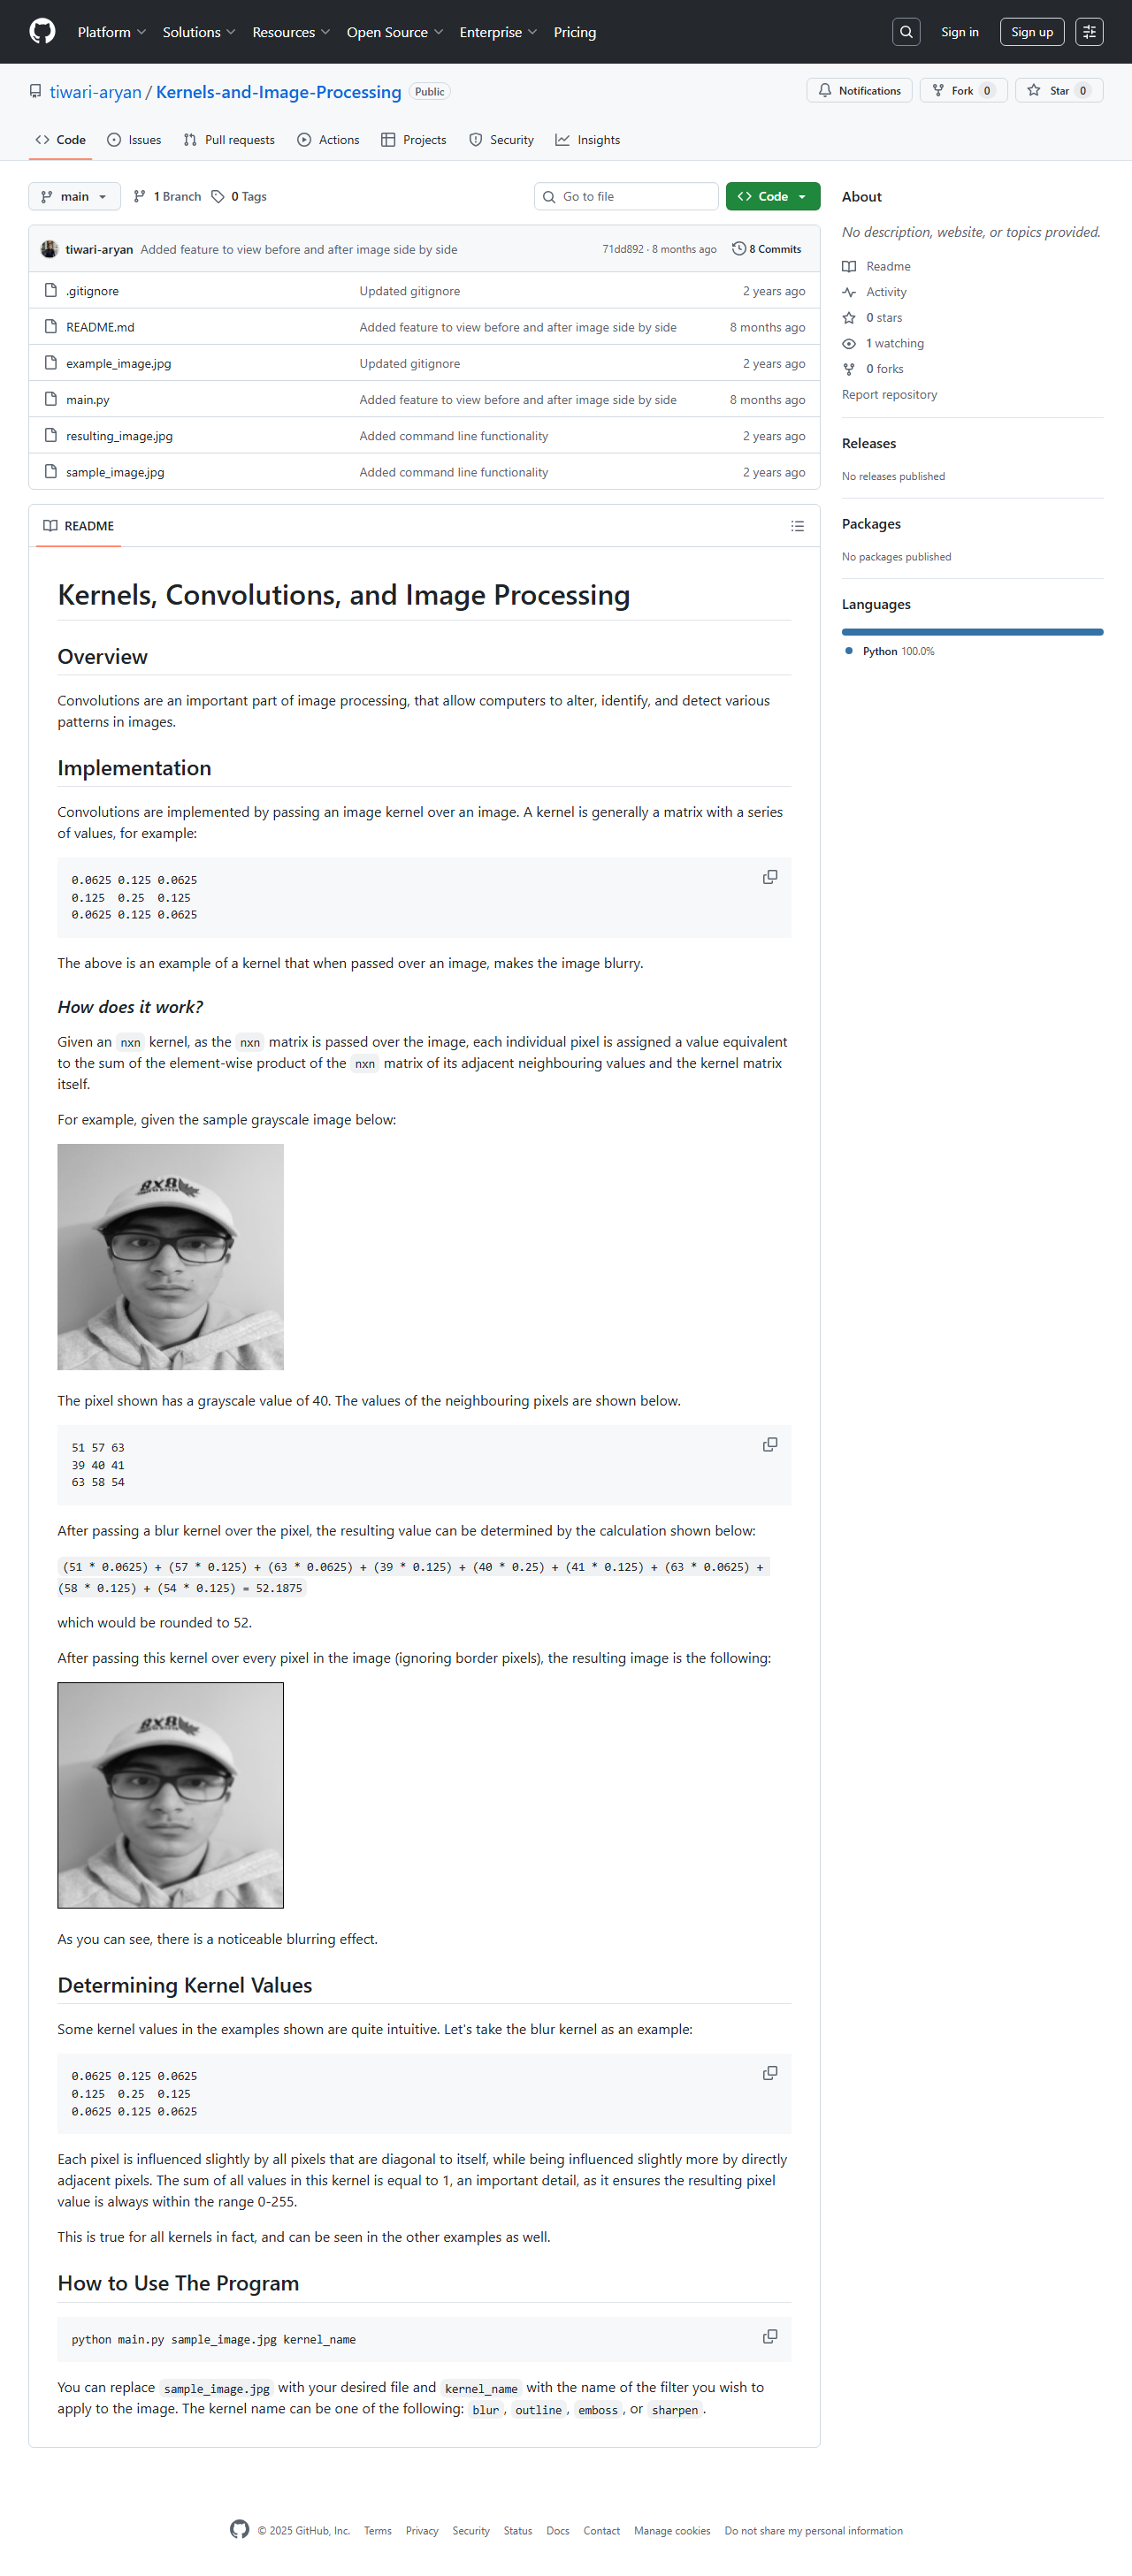 Platform Solutions Resources Open Source Enterprise Pricing Sign in Sign up
tiwari-aryan / Kernels-and-Image-Processing Public Notifications Fork 0 Star 0
Code Issues Pull requests Actions Projects Security Insights
main 1 Branch 0 Tags Go to file Code
tiwari-aryan Added feature to view before and after image side by side 71dd892 · 8 months ago 8 Commits
.gitignore Updated gitignore 2 years ago
README.md Added feature to view before and after image side by side 8 months ago
example_image.jpg Updated gitignore 2 years ago
main.py Added feature to view before and after image side by side 8 months ago
resulting_image.jpg Added command line functionality 2 years ago
sample_image.jpg Added command line functionality 2 years ago
README
Kernels, Convolutions, and Image Processing
Overview
Convolutions are an important part of image processing, that allow computers to alter, identify, and detect various
patterns in images.
Implementation
Convolutions are implemented by passing an image kernel over an image. A kernel is generally a matrix with a series
of values, for example:
0.0625 0.125 0.0625
0.125 0.25 0.125
0.0625 0.125 0.0625
The above is an example of a kernel that when passed over an image, makes the image blurry.
How does it work?
Given an nxn kernel, as the nxn matrix is passed over the image, each individual pixel is assigned a value equivalent
to the sum of the element-wise product of the nxn matrix of its adjacent neighbouring values and the kernel matrix
itself.
For example, given the sample grayscale image below:
The pixel shown has a grayscale value of 40. The values of the neighbouring pixels are shown below.
51 57 63
39 40 41
63 58 54
After passing a blur kernel over the pixel, the resulting value can be determined by the calculation shown below:
(51 * 0.0625) + (57 * 0.125) + (63 * 0.0625) + (39 * 0.125) + (40 * 0.25) + (41 * 0.125) + (63 * 0.0625) +
(58 * 0.125) + (54 * 0.125) = 52.1875
which would be rounded to 52.
After passing this kernel over every pixel in the image (ignoring border pixels), the resulting image is the following:
As you can see, there is a noticeable blurring effect.
Determining Kernel Values
Some kernel values in the examples shown are quite intuitive. Let's take the blur kernel as an example:
0.0625 0.125 0.0625
0.125 0.25 0.125
0.0625 0.125 0.0625
Each pixel is influenced slightly by all pixels that are diagonal to itself, while being influenced slightly more by directly
adjacent pixels. The sum of all values in this kernel is equal to 1, an important detail, as it ensures the resulting pixel
value is always within the range 0-255.
This is true for all kernels in fact, and can be seen in the other examples as well.
How to Use The Program
python main.py sample_image.jpg kernel_name
You can replace sample_image.jpg with your desired file and kernel_name with the name of the filter you wish to
apply to the image. The kernel name can be one of the following: blur, outline, emboss, or sharpen.
About
No description, website, or topics provided.
Readme
Activity
0 stars
1 watching
0 forks
Report repository
Releases
No releases published
Packages
No packages published
Languages
Python 100.0%
© 2025 GitHub, Inc. Terms Privacy Security Status Docs Contact Manage cookies Do not share my personal information